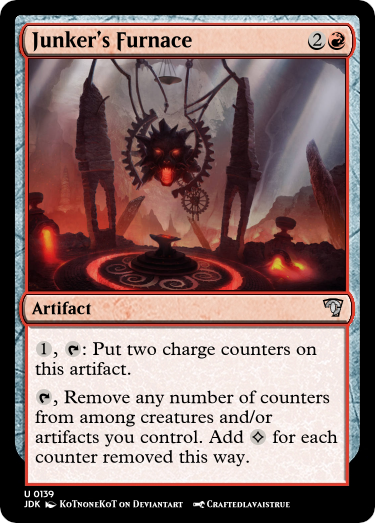 Junker's Furnace 2
Artifact
1, : Put two charge counters on
this artifact.
, Remove any number of counters
from among creatures and/or
artifacts you control. Add for each
counter removed this way.
U 0139
JDK KoTnoneKoT on Deviantart Craftedlavaistrue